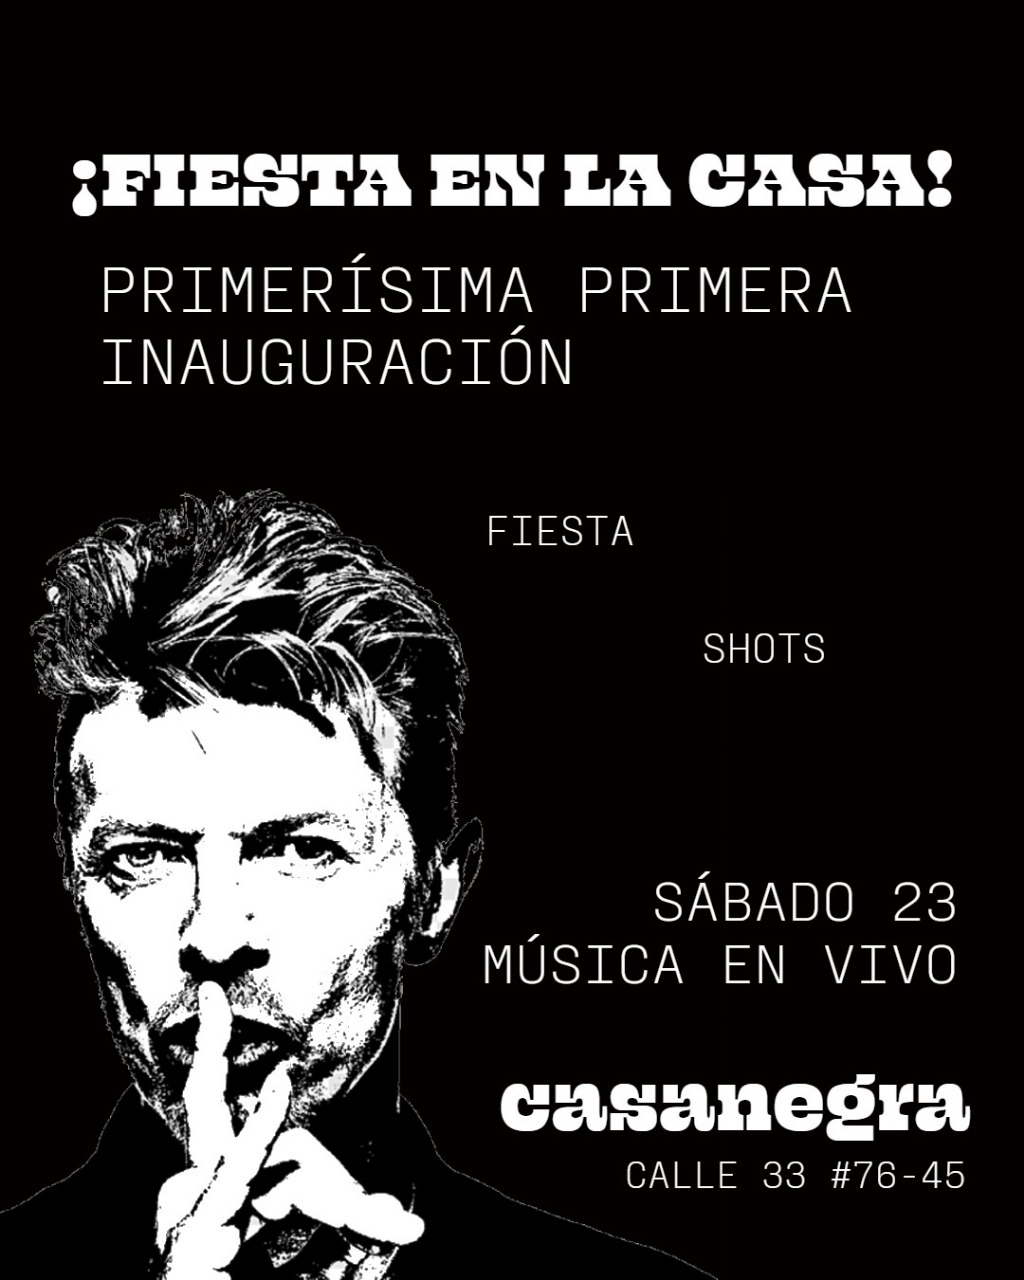 ¡FIESTA EN LA CASA!
PRIMERÍSIMA PRIMERA
INAUGURACIÓN
FIESTA
SHOTS
SÁBADO 23
MÚSICA EN VIVO
casanegra
CALLE 33 #76-45